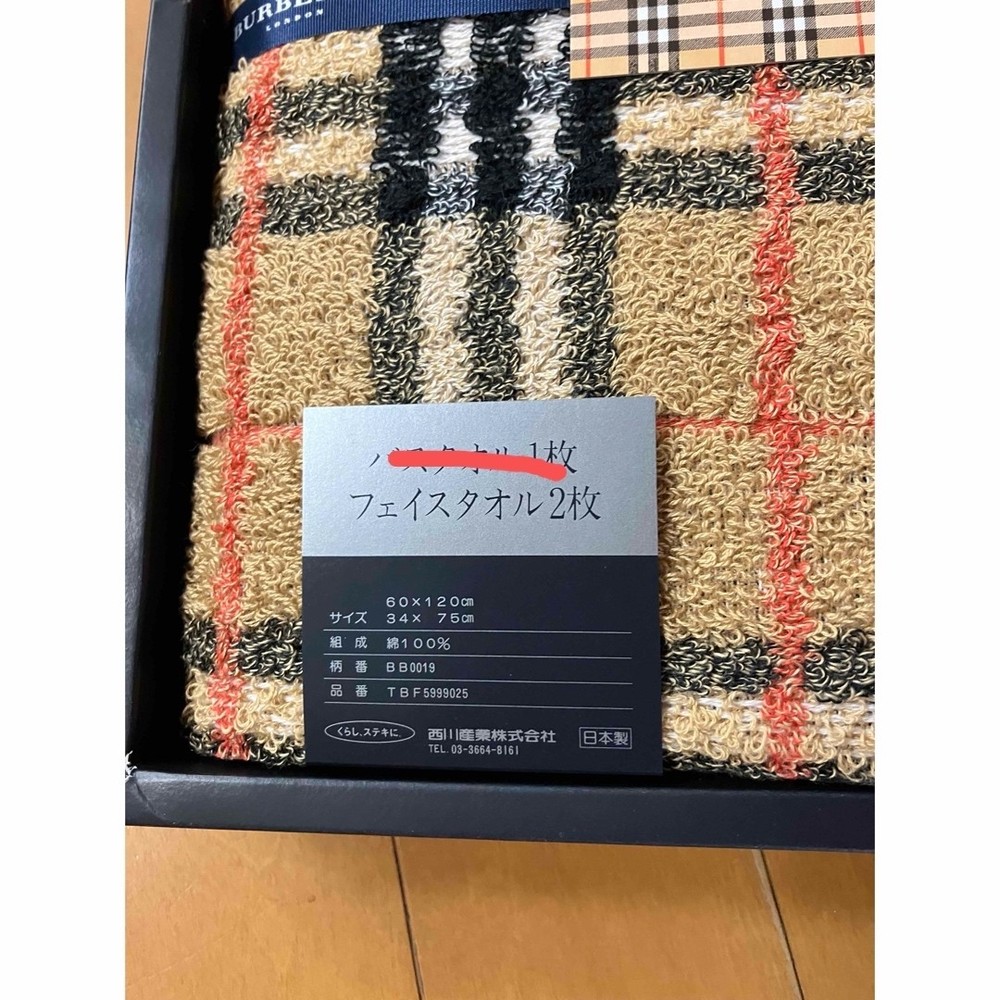 BURBE
LONDON
バスタオル1枚
フェイスタオル2枚
60×120㎝
サイズ 34× 75㎝
組成 綿100%
柄番 BB0019
品番 TBF5999025
くらし、ステキに。 西川産業株式会社 日本製
TEL 03-3664-8161